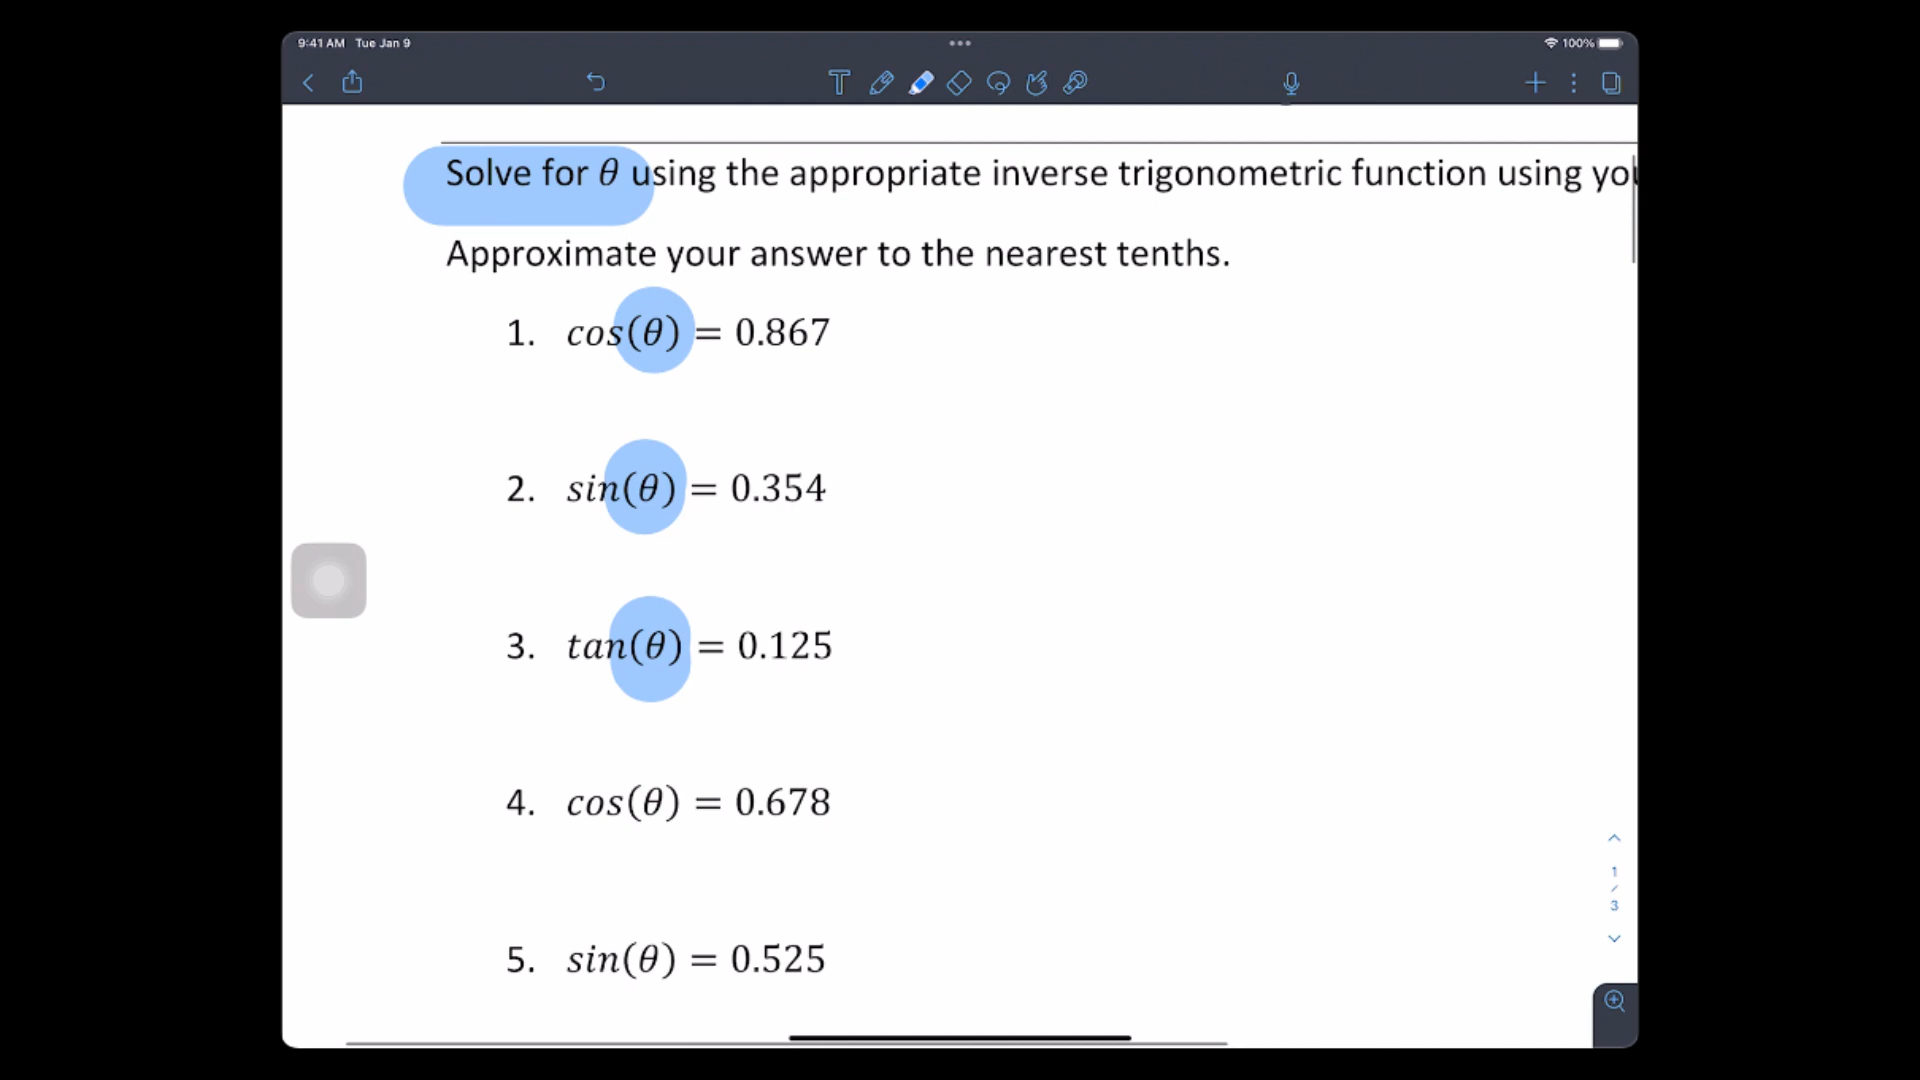 9:41 AM Tue Jan 9
100%
Solve for θ using the appropriate inverse trigonometric function using
Approximate your answer to the nearest tenths.
1. cos(θ) = 0.867
2. sin(θ) = 0.354
3. tan(θ) = 0.125
4. cos(θ) = 0.678
5. sin(θ) = 0.525
1
/
3